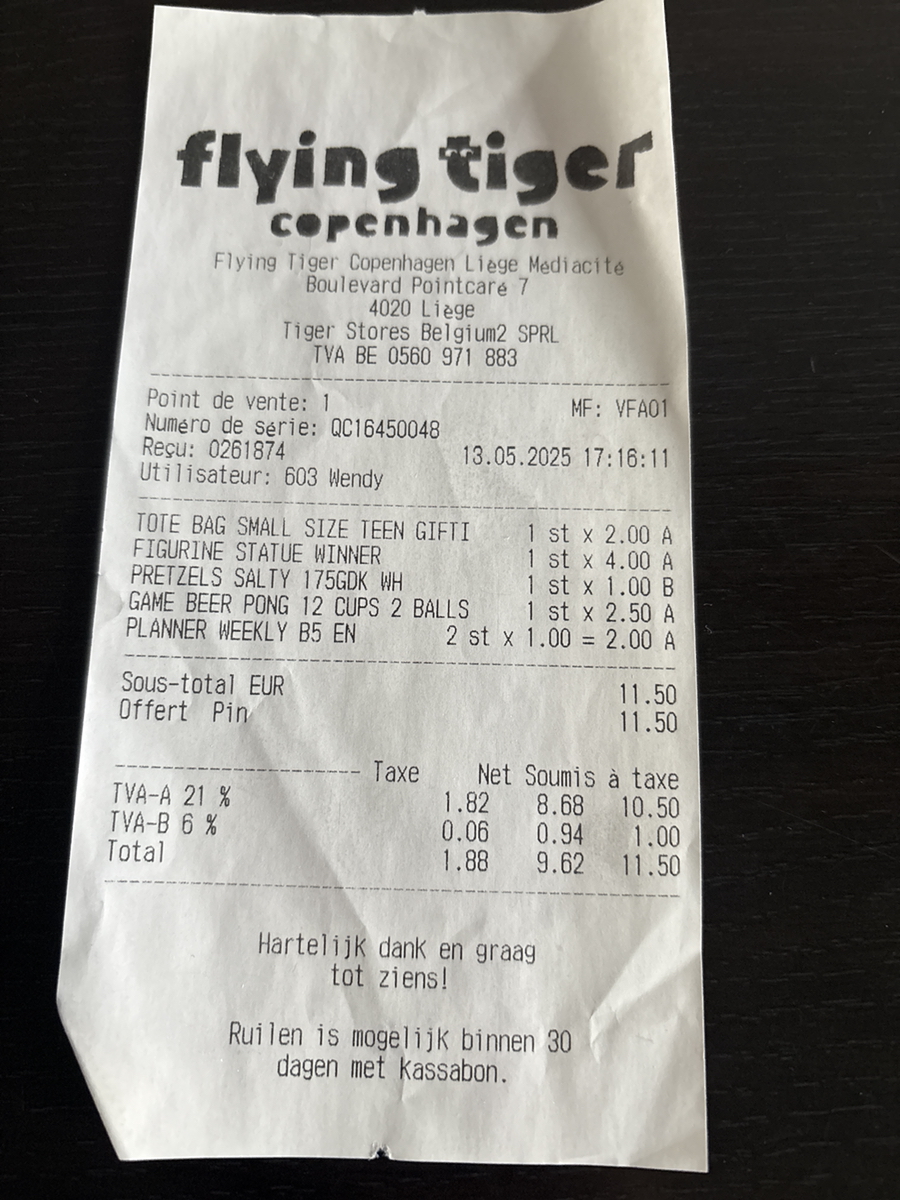 flying tiger
copenhagen
Flying Tiger Copenhagen Liège Médiacité
Boulevard Pointcaré 7
4020 Liège
Tiger Stores Belgium2 SPRL
TVA BE 0560 971 883
Point de vente: 1 MF: VFA01
Numéro de série: QC16450048
Reçu: 0261874 13.05.2025 17:16:11
Utilisateur: 603 Wendy
TOTE BAG SMALL SIZE TEEN GIFTI 1 st x 2.00 A
FIGURINE STATUE WINNER 1 st x 4.00 A
PRETZELS SALTY 175GDK WH 1 st x 1.00 B
GAME BEER PONG 12 CUPS 2 BALLS 1 st x 2.50 A
PLANNER WEEKLY B5 EN 2 st x 1.00 = 2.00 A
Sous-total EUR 11.50
Offert Pin 11.50
Taxe Net Soumis à taxe
TVA-A 21 % 1.82 8.68 10.50
TVA-B 6 % 0.06 0.94 1.00
Total 1.88 9.62 11.50
Hartelijk dank en graag
tot ziens!
Ruilen is mogelijk binnen 30
dagen met kassabon.